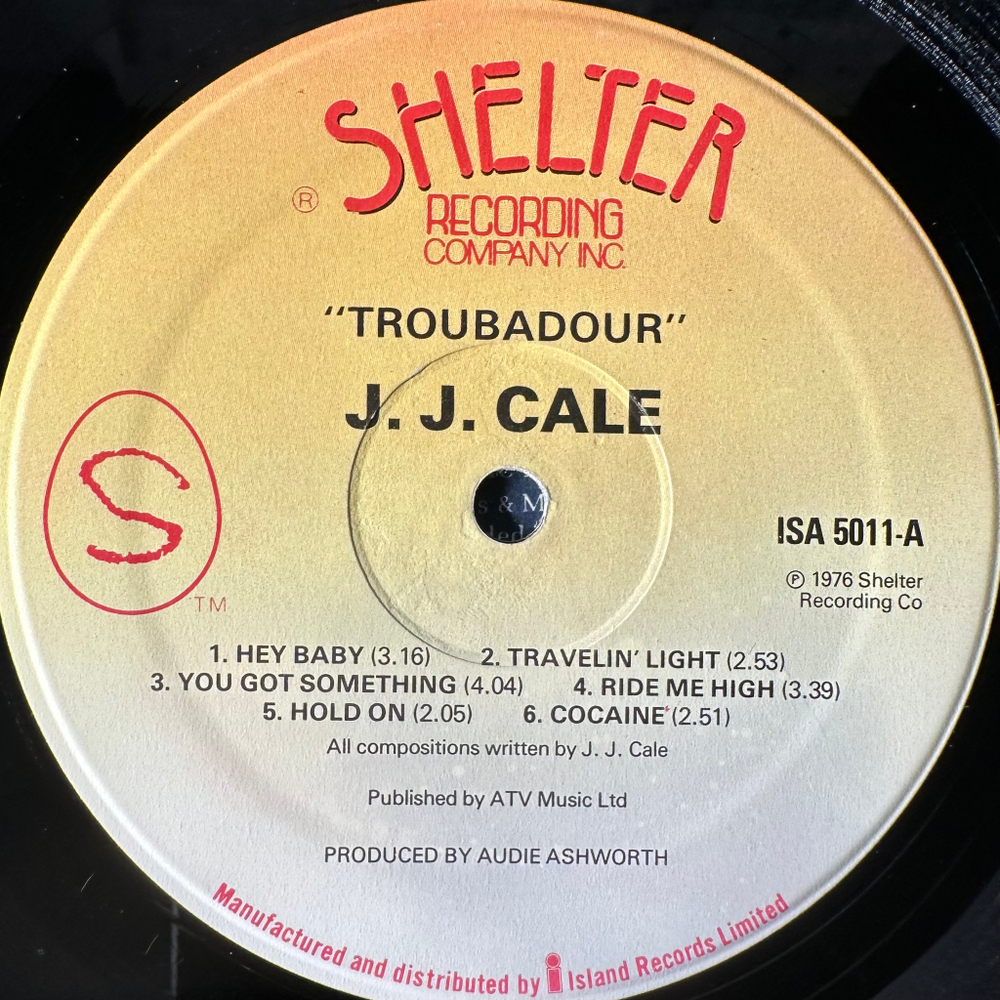 SHELTER
®
RECORDING
COMPANY INC.
"TROUBADOUR"
J. J. CALE
s & M
S
TM
ISA 5011-A
℗ 1976 Shelter
Recording Co
1. HEY BABY (3.16) 2. TRAVELIN' LIGHT (2.53)
3. YOU GOT SOMETHING (4.04) 4. RIDE ME HIGH (3.39)
5. HOLD ON (2.05) 6. COCAINE (2.51)
All compositions written by J. J. Cale
Published by ATV Music Ltd
PRODUCED BY AUDIE ASHWORTH
Manufactured and distributed by Island Records Limited